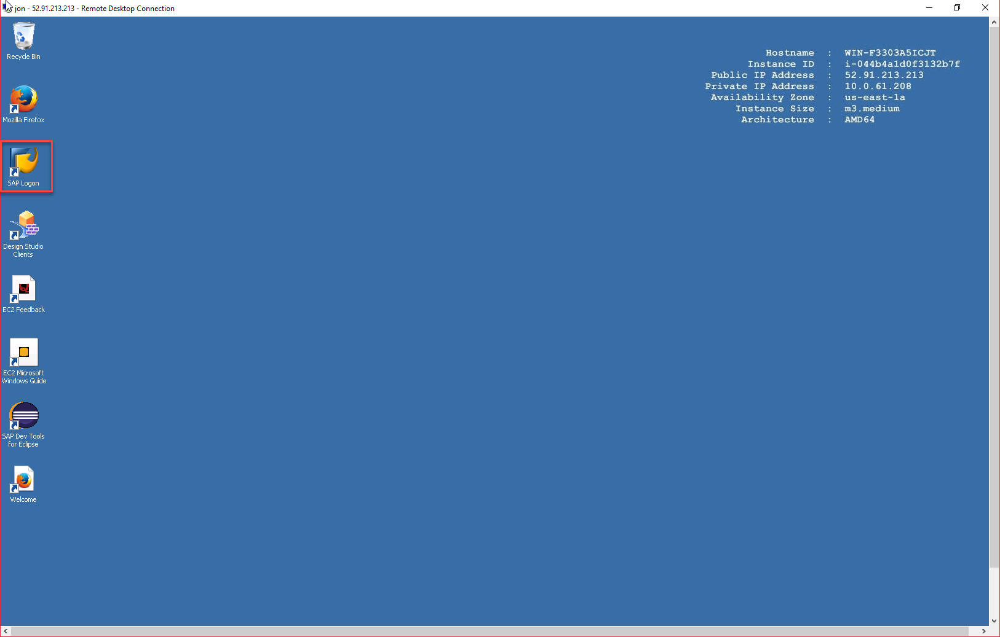 jon - 52.91.213.213 - Remote Desktop Connection
Recycle Bin
Mozilla Firefox
SAP Logon
Design Studio
Clients
EC2 Feedback
EC2 Microsoft
Windows Guide
SAP Dev Tools
for Eclipse
Welcome
Hostname : WIN-F3303A5ICJT
Instance ID : i-044b4a1d0f3132b7f
Public IP Address : 52.91.213.213
Private IP Address : 10.0.61.208
Availability Zone : us-east-1a
Instance Size : m3.medium
Architecture : AMD64